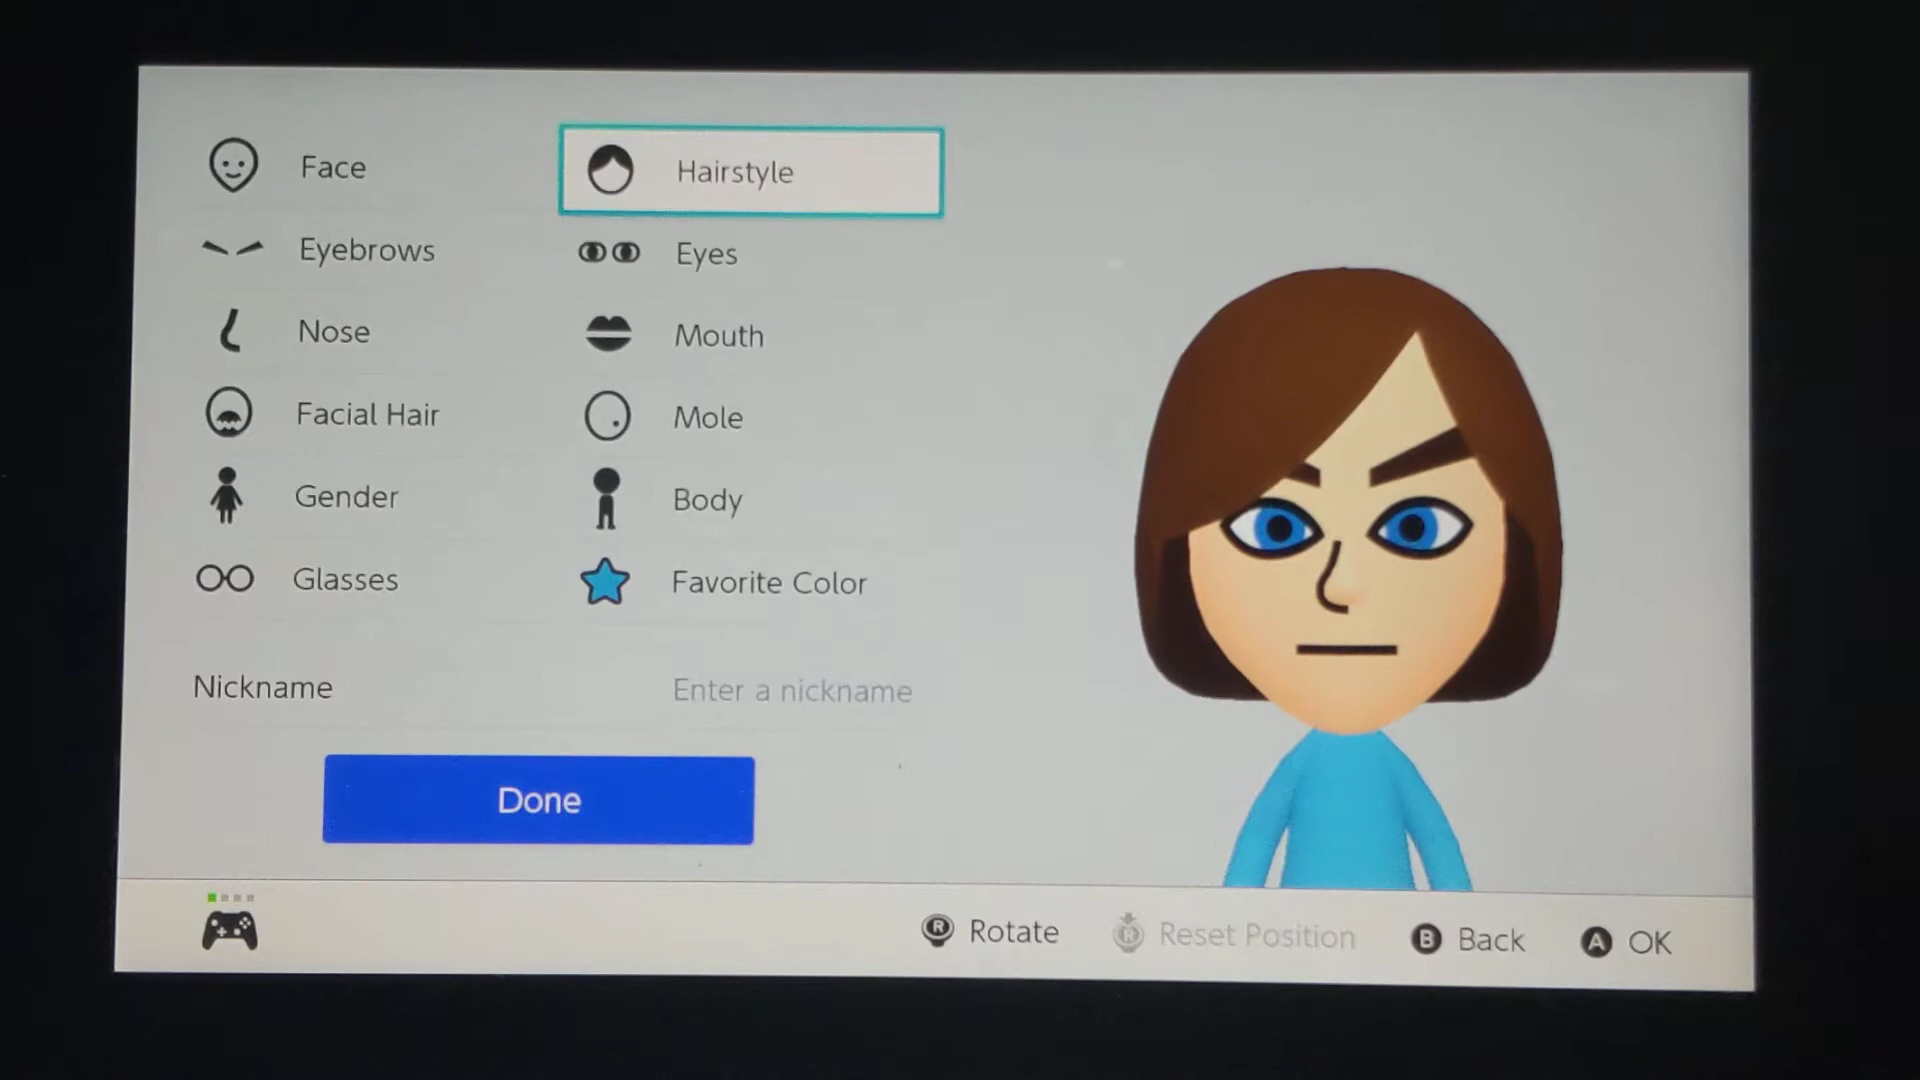 Face
Hairstyle
Eyebrows
Eyes
Nose
Mouth
Facial Hair
Mole
Gender
Body
Glasses
Favorite Color
Nickname
Enter a nickname
Done
R Rotate
R Reset Position
B Back
A OK